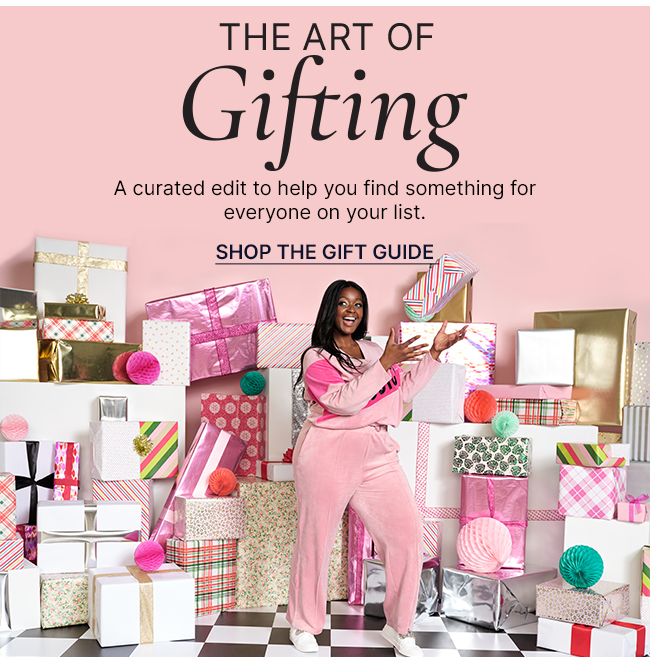 THE ART OF
Gifting
A curated edit to help you find something for
everyone on your list.
SHOP THE GIFT GUIDE